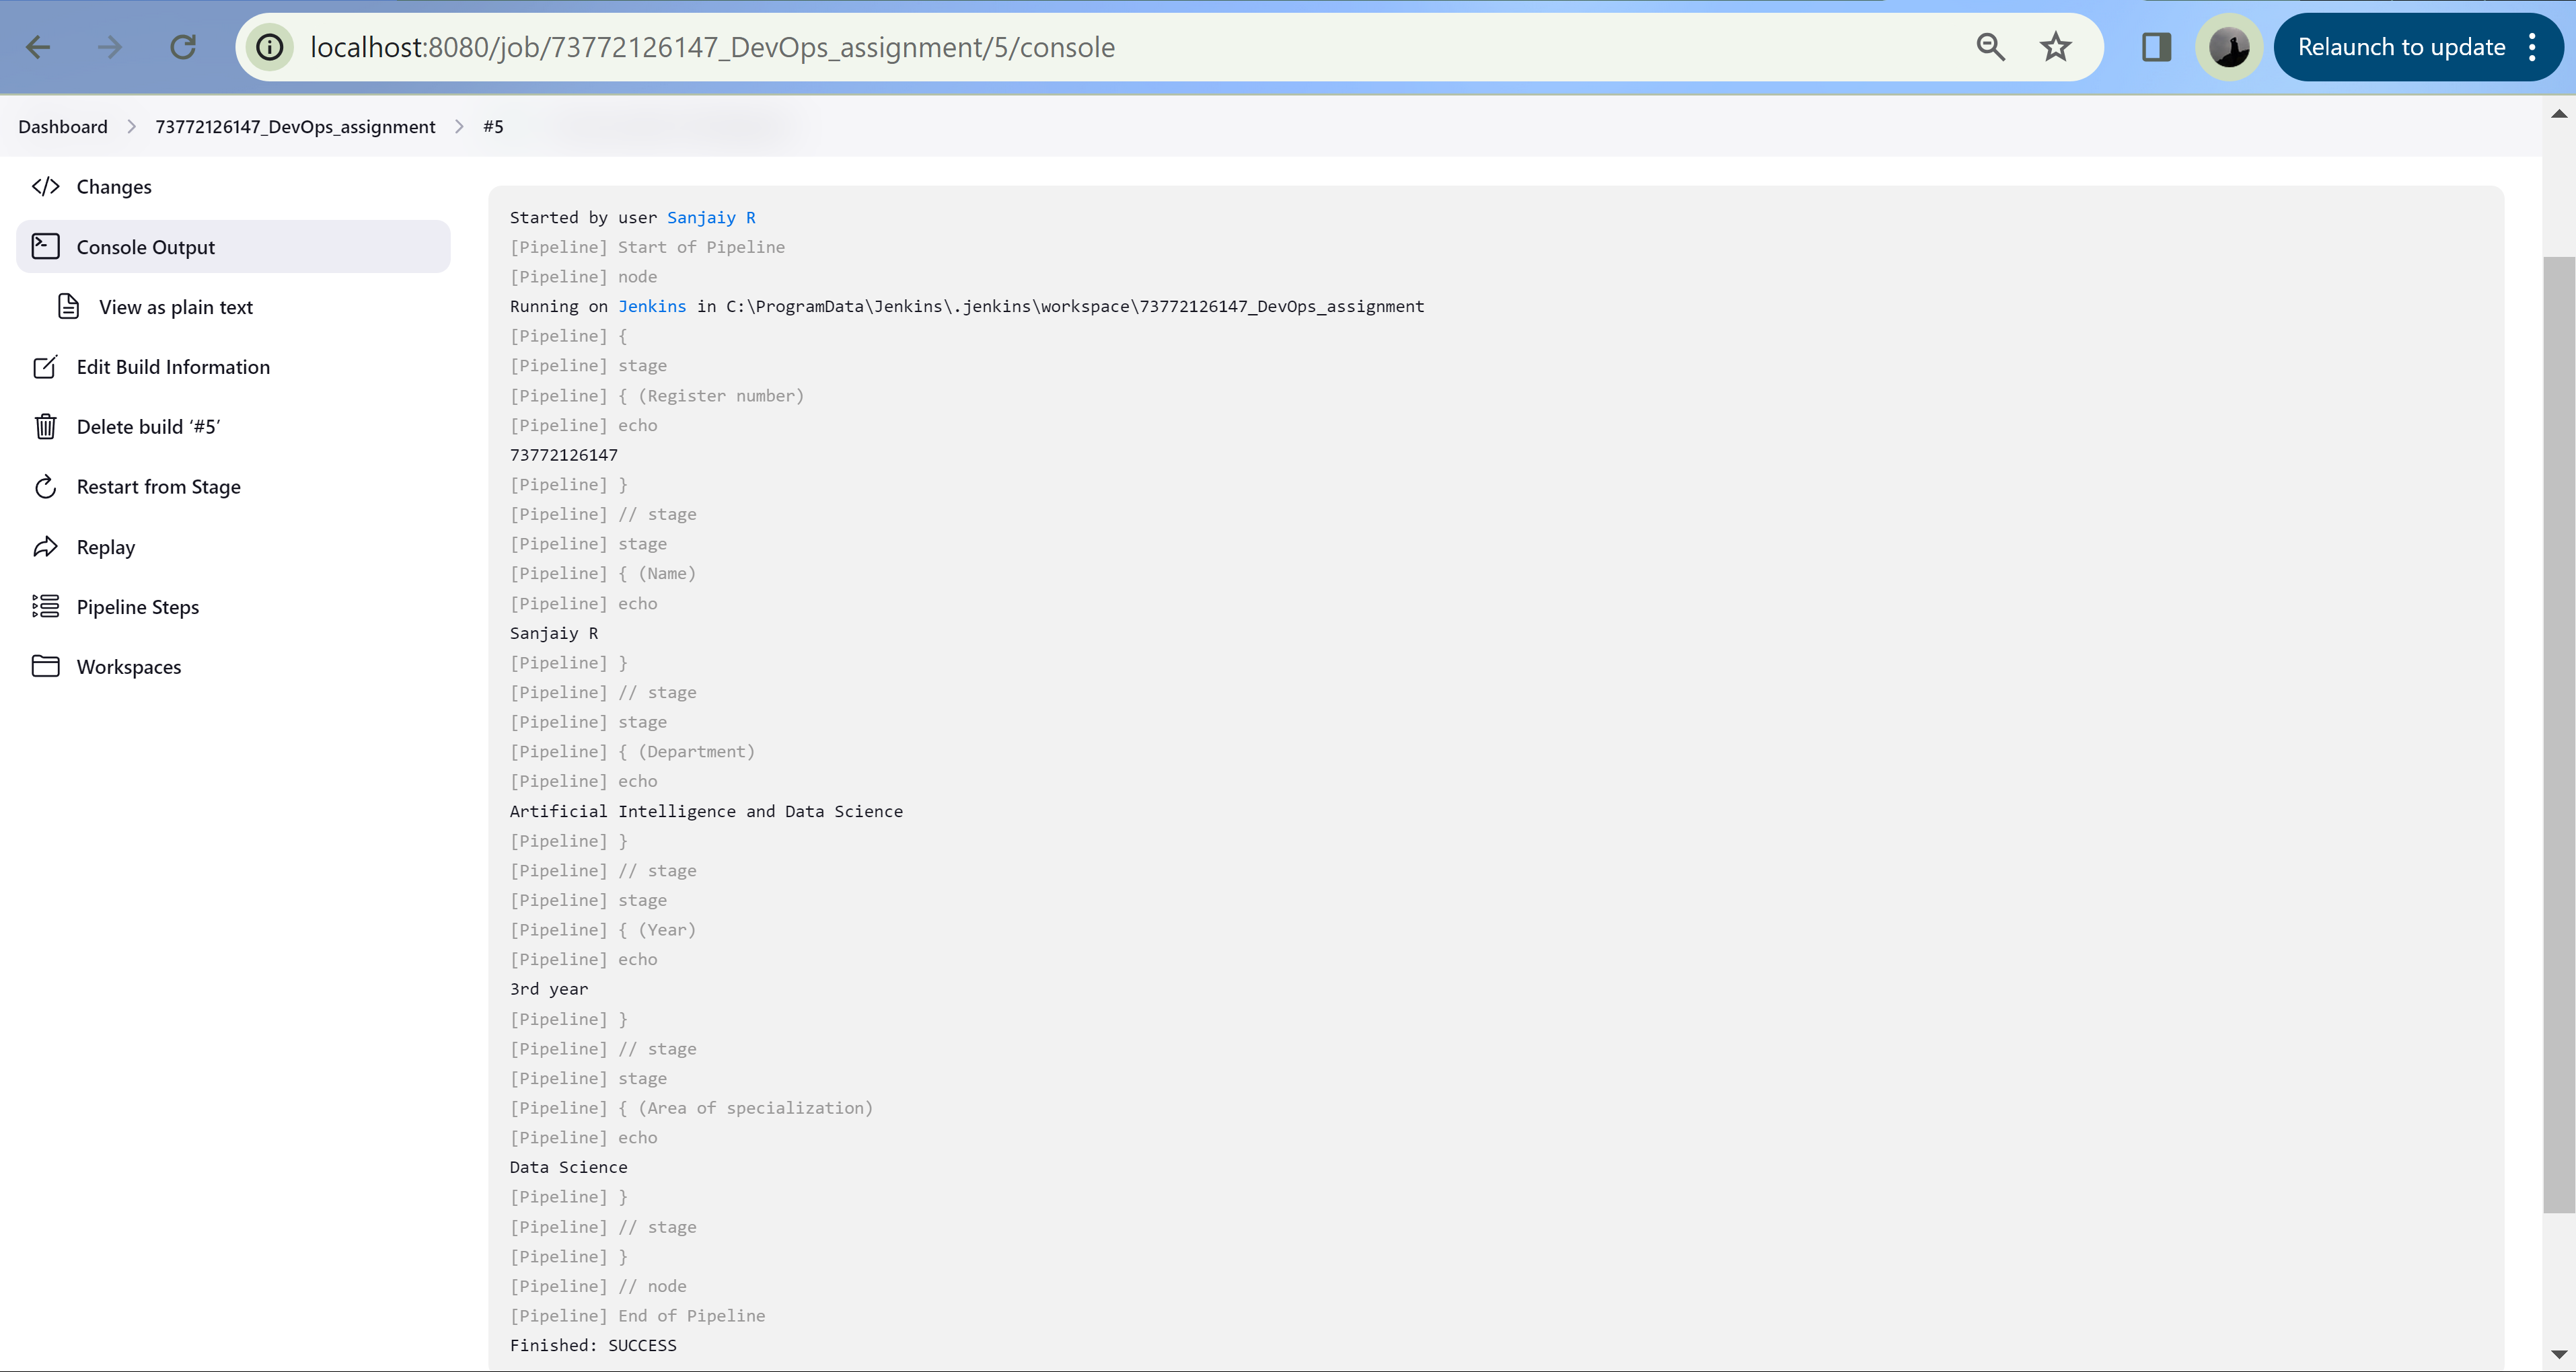 localhost:8080/job/73772126147_DevOps_assignment/5/console
Relaunch to update
Dashboard > 73772126147_DevOps_assignment > #5
Changes
Console Output
View as plain text
Edit Build Information
Delete build ‘#5’
Restart from Stage
Replay
Pipeline Steps
Workspaces
Started by user Sanjaiy R
[Pipeline] Start of Pipeline
[Pipeline] node
Running on Jenkins in C:\ProgramData\Jenkins\.jenkins\workspace\73772126147_DevOps_assignment
[Pipeline] {
[Pipeline] stage
[Pipeline] { (Register number)
[Pipeline] echo
73772126147
[Pipeline] }
[Pipeline] // stage
[Pipeline] stage
[Pipeline] { (Name)
[Pipeline] echo
Sanjaiy R
[Pipeline] }
[Pipeline] // stage
[Pipeline] stage
[Pipeline] { (Department)
[Pipeline] echo
Artificial Intelligence and Data Science
[Pipeline] }
[Pipeline] // stage
[Pipeline] stage
[Pipeline] { (Year)
[Pipeline] echo
3rd year
[Pipeline] }
[Pipeline] // stage
[Pipeline] stage
[Pipeline] { (Area of specialization)
[Pipeline] echo
Data Science
[Pipeline] }
[Pipeline] // stage
[Pipeline] }
[Pipeline] // node
[Pipeline] End of Pipeline
Finished: SUCCESS